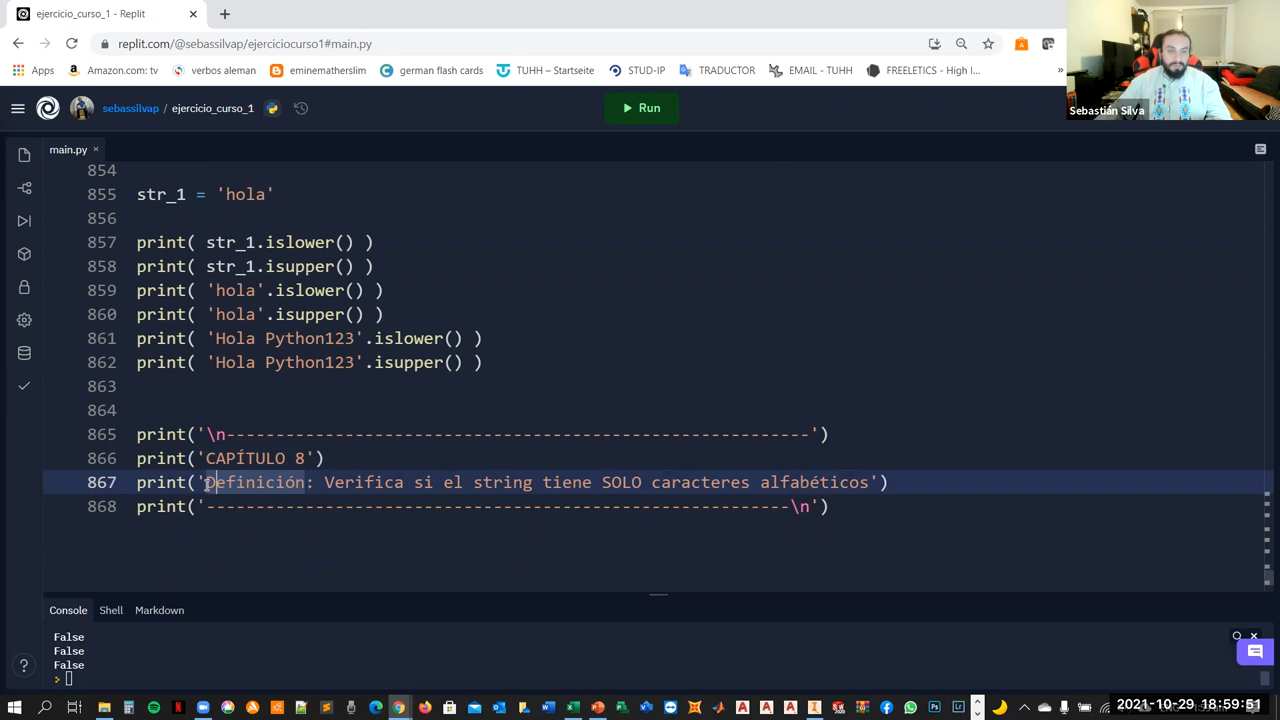 ejercicio_curso_1 - Replit
replit.com/@sebassilvap/ejerciciocurso1#main.py
Apps
Amazon.com: tv
verbos aleman
eminematherslim
german flash card
TUHH – Startseite
STUD-IP
TRADUCTOR
EMAIL - TUHH
FREELETICS - High I...
»
Sebastián Silva
sebassilvap / ejercicio_curso_1
Run
main.py
854
855 str_1 = 'hola'
856
857 print( str_1.islower() )
858 print( str_1.isupper() )
859 print( 'hola'.islower() )
860 print( 'hola'.isupper() )
861 print( 'Hola Python123'.islower() )
862 print( 'Hola Python123'.isupper() )
863
864
865 print('\n-----------------------------------------------------------')
866 print('CAPÍTULO 8')
867 print('Definición: Verifica si el string tiene SOLO caracteres alfabéticos')
868 print('-----------------------------------------------------------\n')
Console Shell Markdown
False
False
False
>
2021-10-29 18:59:51